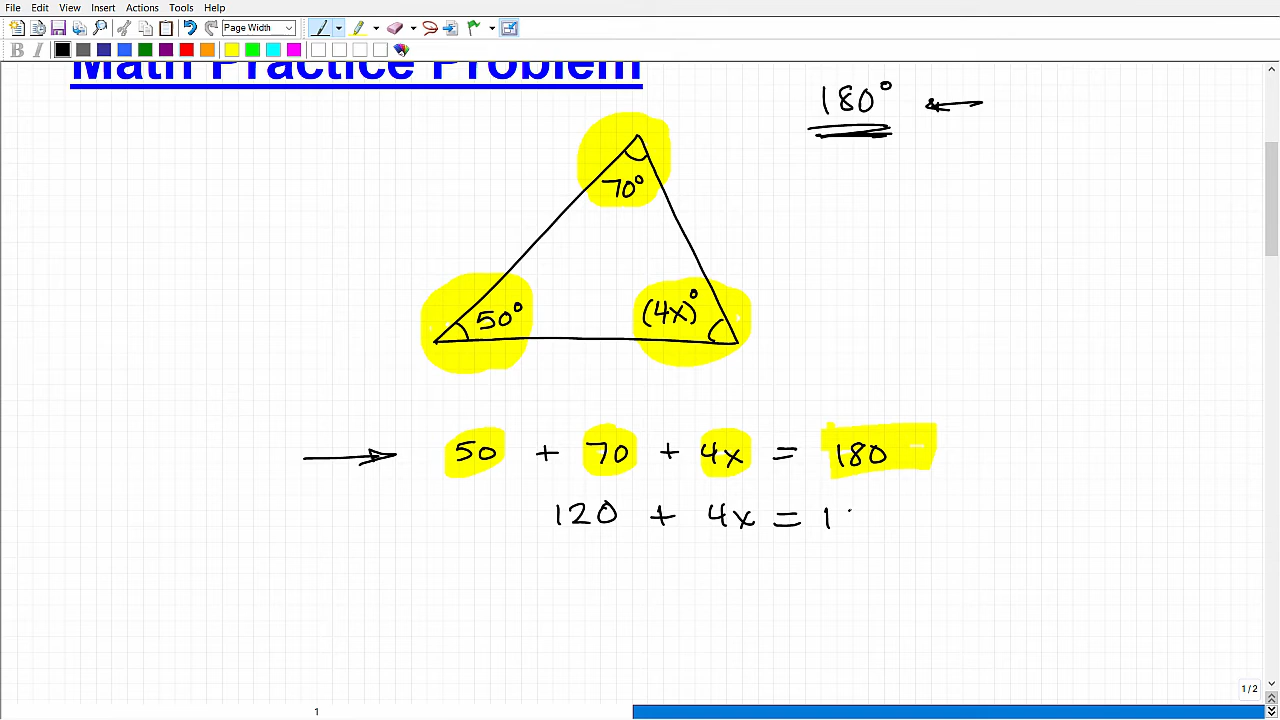 File Edit View Insert Actions Tools Help
Page Width
B I
Math Practice Problem
180°
70°
50° (4x)°
50 + 70 + 4x = 180
120 + 4x = 1
1/2
1